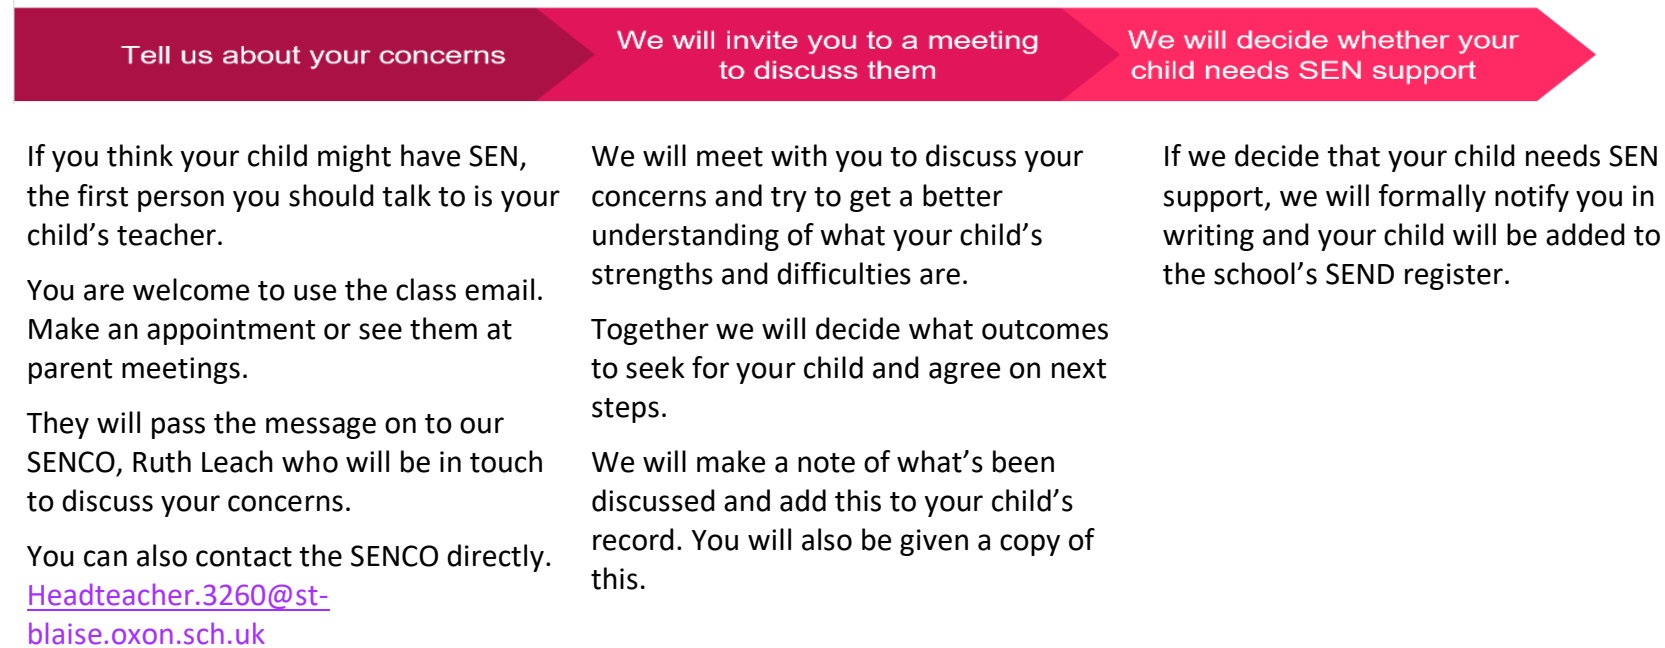 Tell us about your concerns
We will invite you to a meeting
to discuss them
We will decide whether your
child needs SEN support
If you think your child might have SEN,
the first person you should talk to is your
child’s teacher.
You are welcome to use the class email.
Make an appointment or see them at
parent meetings.
They will pass the message on to our
SENCO, Ruth Leach who will be in touch
to discuss your concerns.
You can also contact the SENCO directly.
Headteacher.3260@st-
blaise.oxon.sch.uk
We will meet with you to discuss your
concerns and try to get a better
understanding of what your child’s
strengths and difficulties are.
Together we will decide what outcomes
to seek for your child and agree on next
steps.
We will make a note of what’s been
discussed and add this to your child’s
record. You will also be given a copy of
this.
If we decide that your child needs SEN
support, we will formally notify you in
writing and your child will be added to
the school’s SEND register.